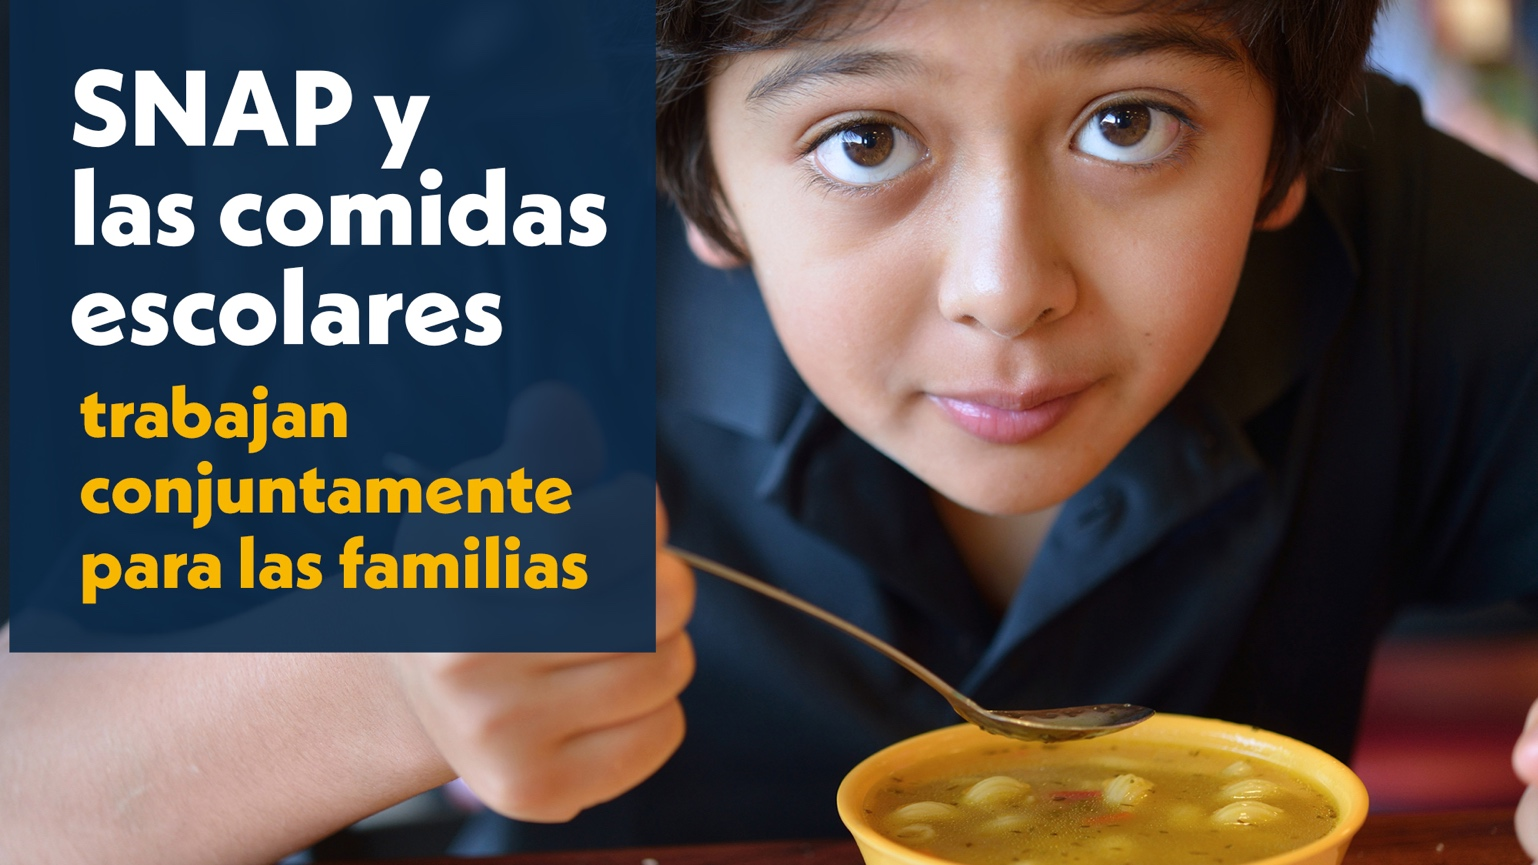 SNAP y
las comidas
escolares
trabajan
conjuntamente
para las familias